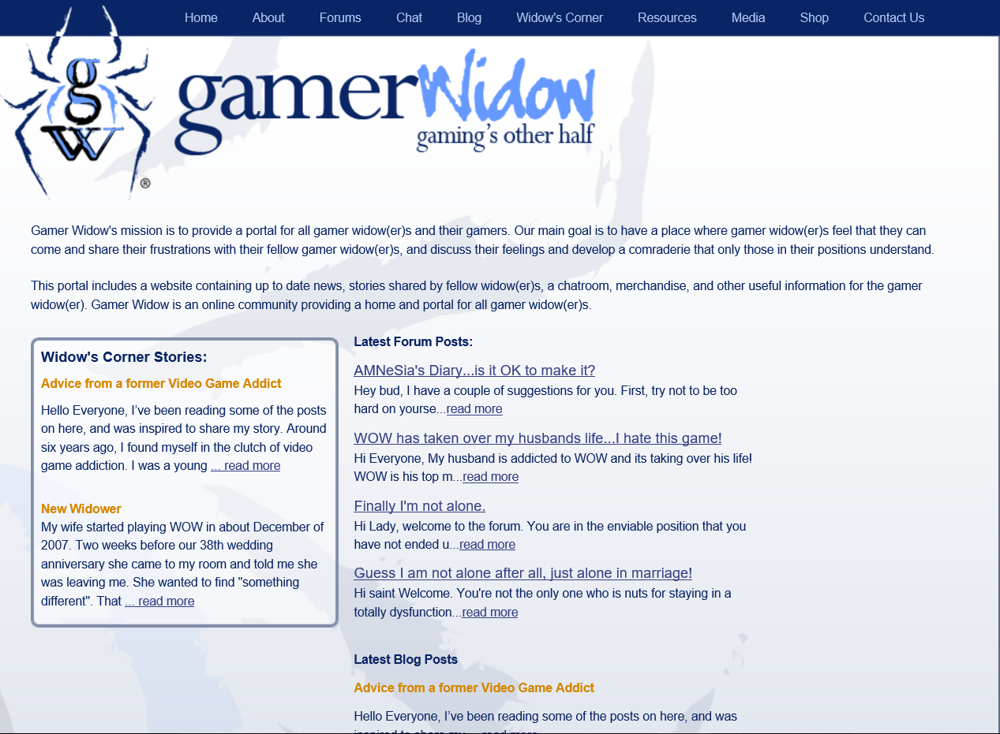 Home About Forums Chat Blog Widow's Corner Resources Media Shop Contact Us
g
g
w
®
gamerWidow
gaming's other half
Gamer Widow's mission is to provide a portal for all gamer widow(er)s and their gamers. Our main goal is to have a place where gamer widow(er)s feel that they can
come and share their frustrations with their fellow gamer widow(er)s, and discuss their feelings and develop a comraderie that only those in their positions understand.
This portal includes a website containing up to date news, stories shared by fellow widow(er)s, a chatroom, merchandise, and other useful information for the gamer
widow(er). Gamer Widow is an online community providing a home and portal for all gamer widow(er)s.
Widow's Corner Stories:
Advice from a former Video Game Addict
Hello Everyone, I’ve been reading some of the posts
on here, and was inspired to share my story. Around
six years ago, I found myself in the clutch of video
game addiction. I was a young ... read more
New Widower
My wife started playing WOW in about December of
2007. Two weeks before our 38th wedding
anniversary she came to my room and told me she
was leaving me. She wanted to find "something
different". That ... read more
Latest Forum Posts:
AMNeSia's Diary...is it OK to make it?
Hey bud, I have a couple of suggestions for you. First, try not to be too
hard on yourse...read more
WOW has taken over my husbands life...I hate this game!
Hi Everyone, My husband is addicted to WOW and its taking over his life!
WOW is his top m...read more
Finally I'm not alone.
Hi Lady, welcome to the forum. You are in the enviable position that you
have not ended u...read more
Guess I am not alone after all, just alone in marriage!
Hi saint Welcome. You're not the only one who is nuts for staying in a
totally dysfunction...read more
Latest Blog Posts
Advice from a former Video Game Addict
Hello Everyone, I’ve been reading some of the posts on here, and was
inspired to share my ... read more